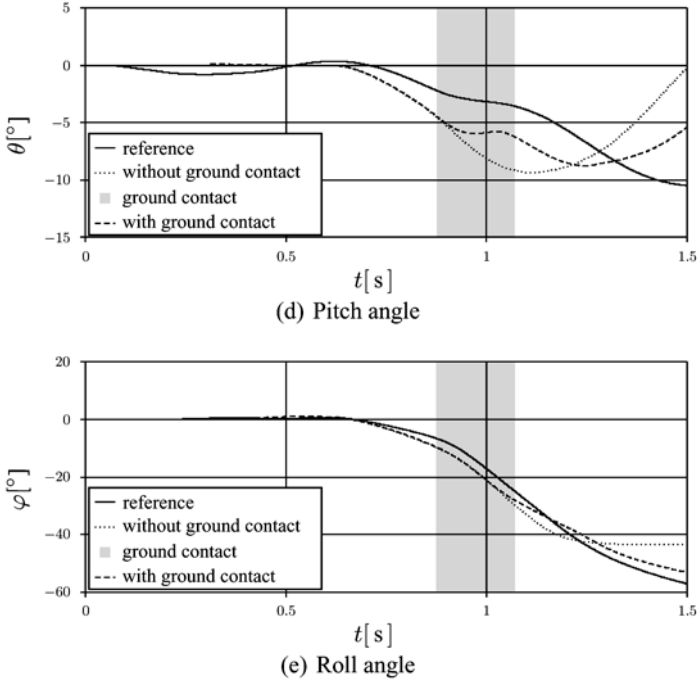 5
0
−5
−10
−15
θ[°]
reference
without ground contact
ground contact
with ground contact
0
0.5
1
1.5
t[s]
(d) Pitch angle
20
0
−20
−40
−60
φ[°]
reference
without ground contact
ground contact
with ground contact
0
0.5
1
1.5
t[s]
(e) Roll angle